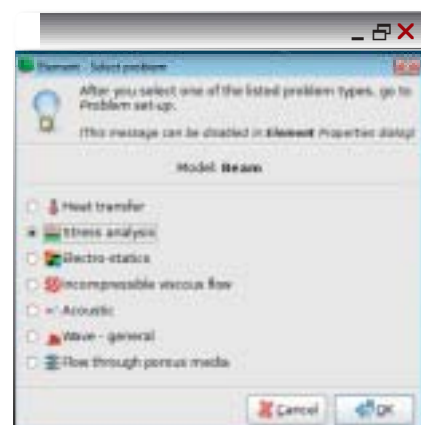 Element - Select problem
After you select one of the listed problem types, go to
Problem set-up.
(This message can be disabled in Element Properties dialog)
Model: Beam
Heat transfer
Stress analysis
Electro-statics
Incompressible viscous flow
Acoustic
Wave - general
Flow through porous media
Cancel
OK